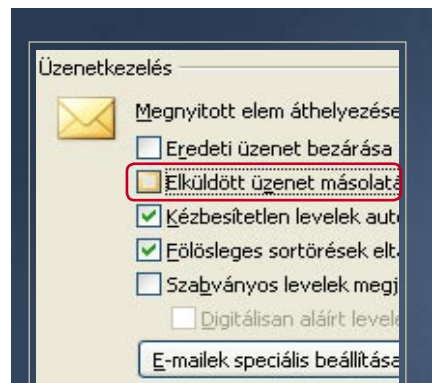 Üzenetkezelés
Megnyitott elem áthelyezése
Eredeti üzenet bezárása
Elküldött üzenet másolatá
Kézbesítetlen levelek aut
Fölösleges sortörések elt
Szabványos levelek megj
Digitálisan aláírt level
E-mailek speciális beállítása